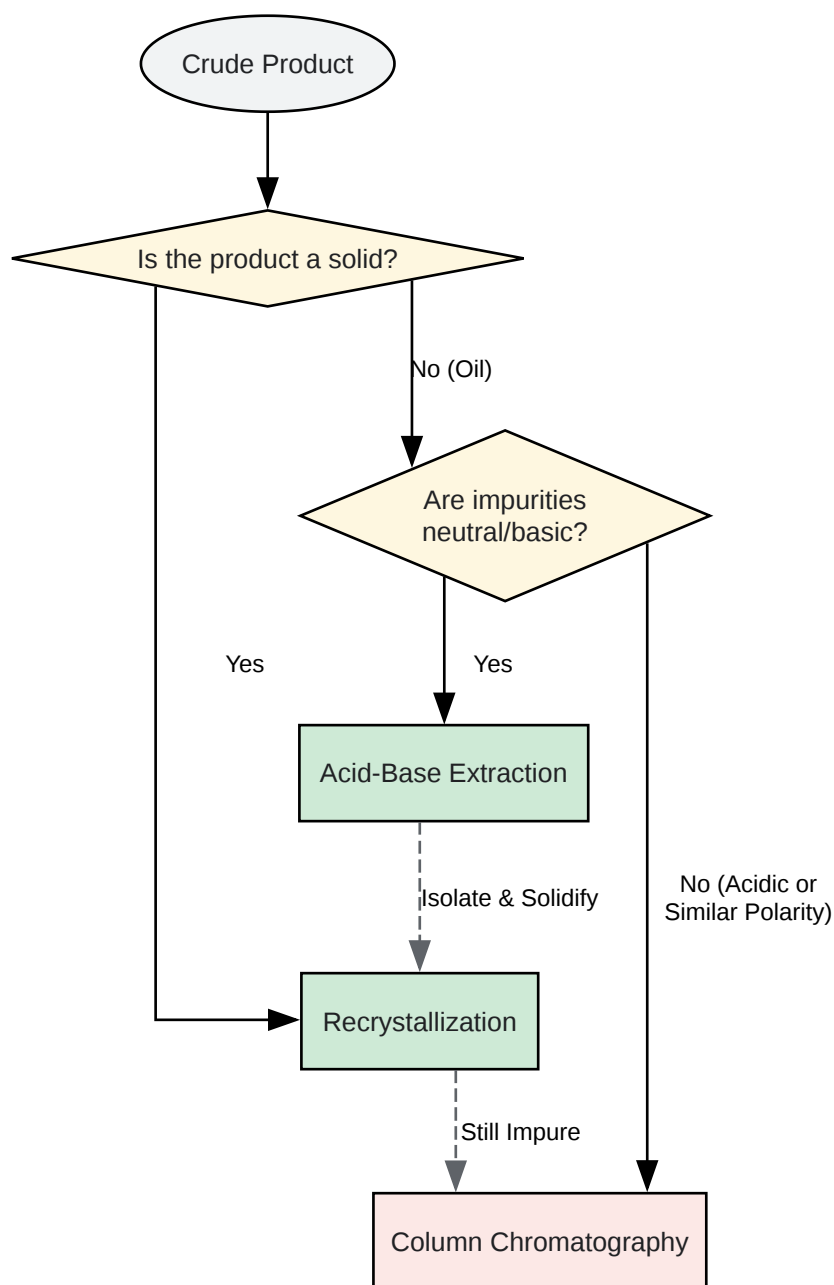 Crude Product
Is the product a solid?
No (Oil)
Are impurities
neutral/basic?
Yes
Yes
Acid-Base Extraction
No (Acidic or
Similar Polarity)
Isolate & Solidify
Recrystallization
Still Impure
Column Chromatography